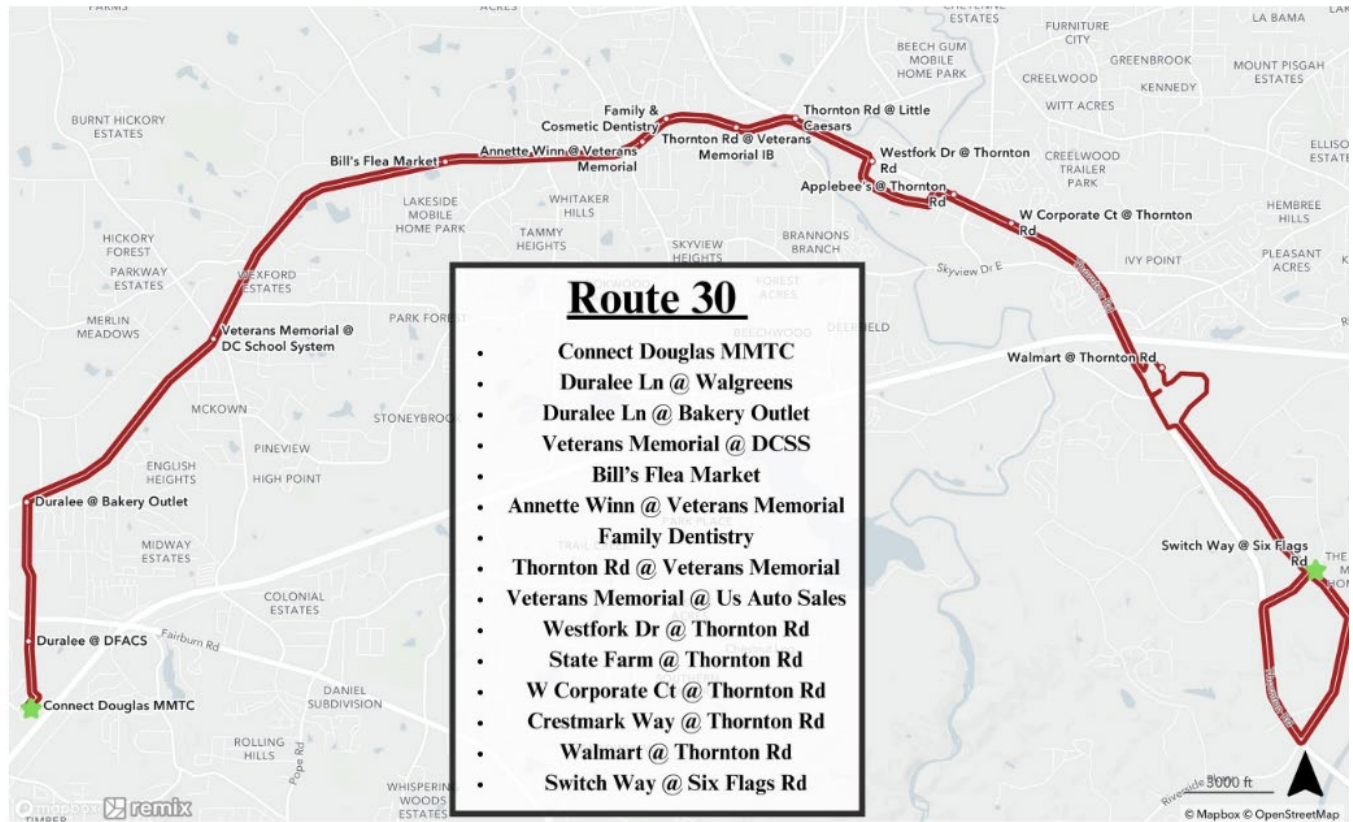 ACRES
ESTATES
FURNITURE
CITY
LA BAMA
BEECH GUM
MOBILE
HOME PARK
GREENBROOK
MOUNT PISGAH
ESTATES
CREELWOOD
KENNEDY
WITT ACRES
BURNT HICKORY
ESTATES
Family &
Cosmetic Dentistry
Thornton Rd @ Little
Caesars
Thornton Rd @ Veterans
Memorial IB
Annette Winn @ Veterans
Memorial
Bill's Flea Market
Westfork Dr @ Thornton
Rd
CREELWOOD
TRAILER
PARK
Applebee's @ Thornton
Rd
W Corporate Ct @ Thornton
Rd
LAKESIDE
MOBILE
HOME PARK
WHITAKER
HILLS
TAMMY
HEIGHTS
SKYVIEW
HEIGHTS
BRANNONS
BRANCH
HEMBREE
HILLS
HICKORY
FOREST
PARKWAY
ESTATES
WEXFORD
ESTATES
Skyview Dr E
IVY POINT
PLEASANT
ACRES
MERLIN
MEADOWS
PARK FOREST
Veterans Memorial @
DC School System
Walmart @ Thornton Rd
MCKOWN
STONEYBROOK
PINEVIEW
ENGLISH
HEIGHTS
HIGH POINT
Duralee @ Bakery Outlet
MIDWAY
ESTATES
Switch Way @ Six Flags
Rd
COLONIAL
ESTATES
Duralee @ DFACS
Fairburn Rd
Connect Douglas MMTC
DANIEL
SUBDIVISION
Thornton Rd
ROLLING
HILLS
Pope Rd
WHISPERING
WOODS
ESTATES
Route 30
• Connect Douglas MMTC
• Duralee Ln @ Walgreens
• Duralee Ln @ Bakery Outlet
• Veterans Memorial @ DCSS
• Bill’s Flea Market
• Annette Winn @ Veterans Memorial
• Family Dentistry
• Thornton Rd @ Veterans Memorial
• Veterans Memorial @ Us Auto Sales
• Westfork Dr @ Thornton Rd
• State Farm @ Thornton Rd
• W Corporate Ct @ Thornton Rd
• Crestmark Way @ Thornton Rd
• Walmart @ Thornton Rd
• Switch Way @ Six Flags Rd
3000 ft
mapbox remix
© Mapbox © OpenStreetMap